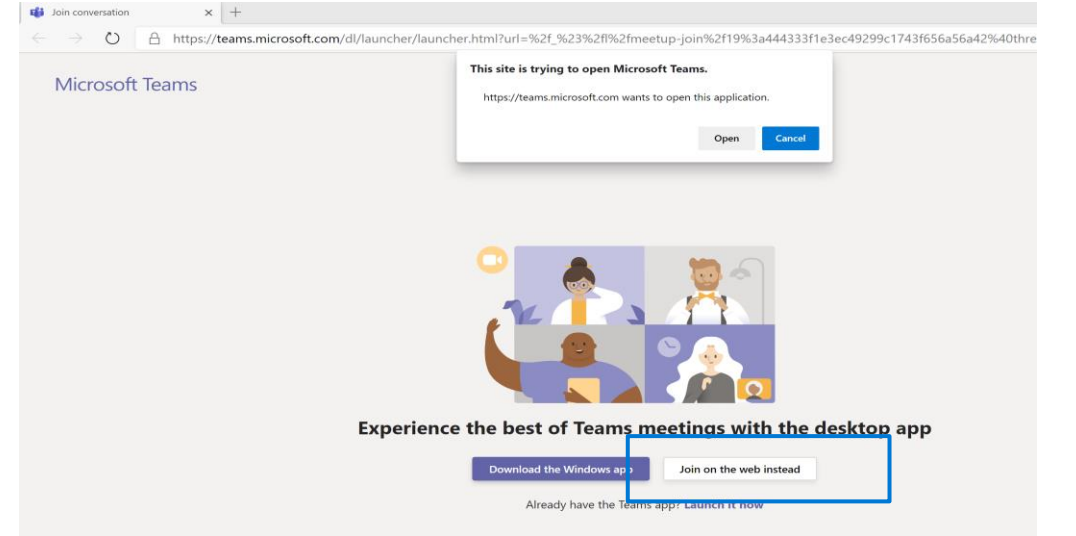 Join conversation
https://teams.microsoft.com/dl/launcher/launcher.html?url=%2f_%23%2fl%2fmeetup-join%2f19%3a444333f1e3ec49299c1743f656a56a42%40thre
This site is trying to open Microsoft Teams.
https://teams.microsoft.com wants to open this application.
Open Cancel
Microsoft Teams
Experience the best of Teams meetings with the desktop app
Download the Windows app Join on the web instead
Already have the Teams app? Launch it now